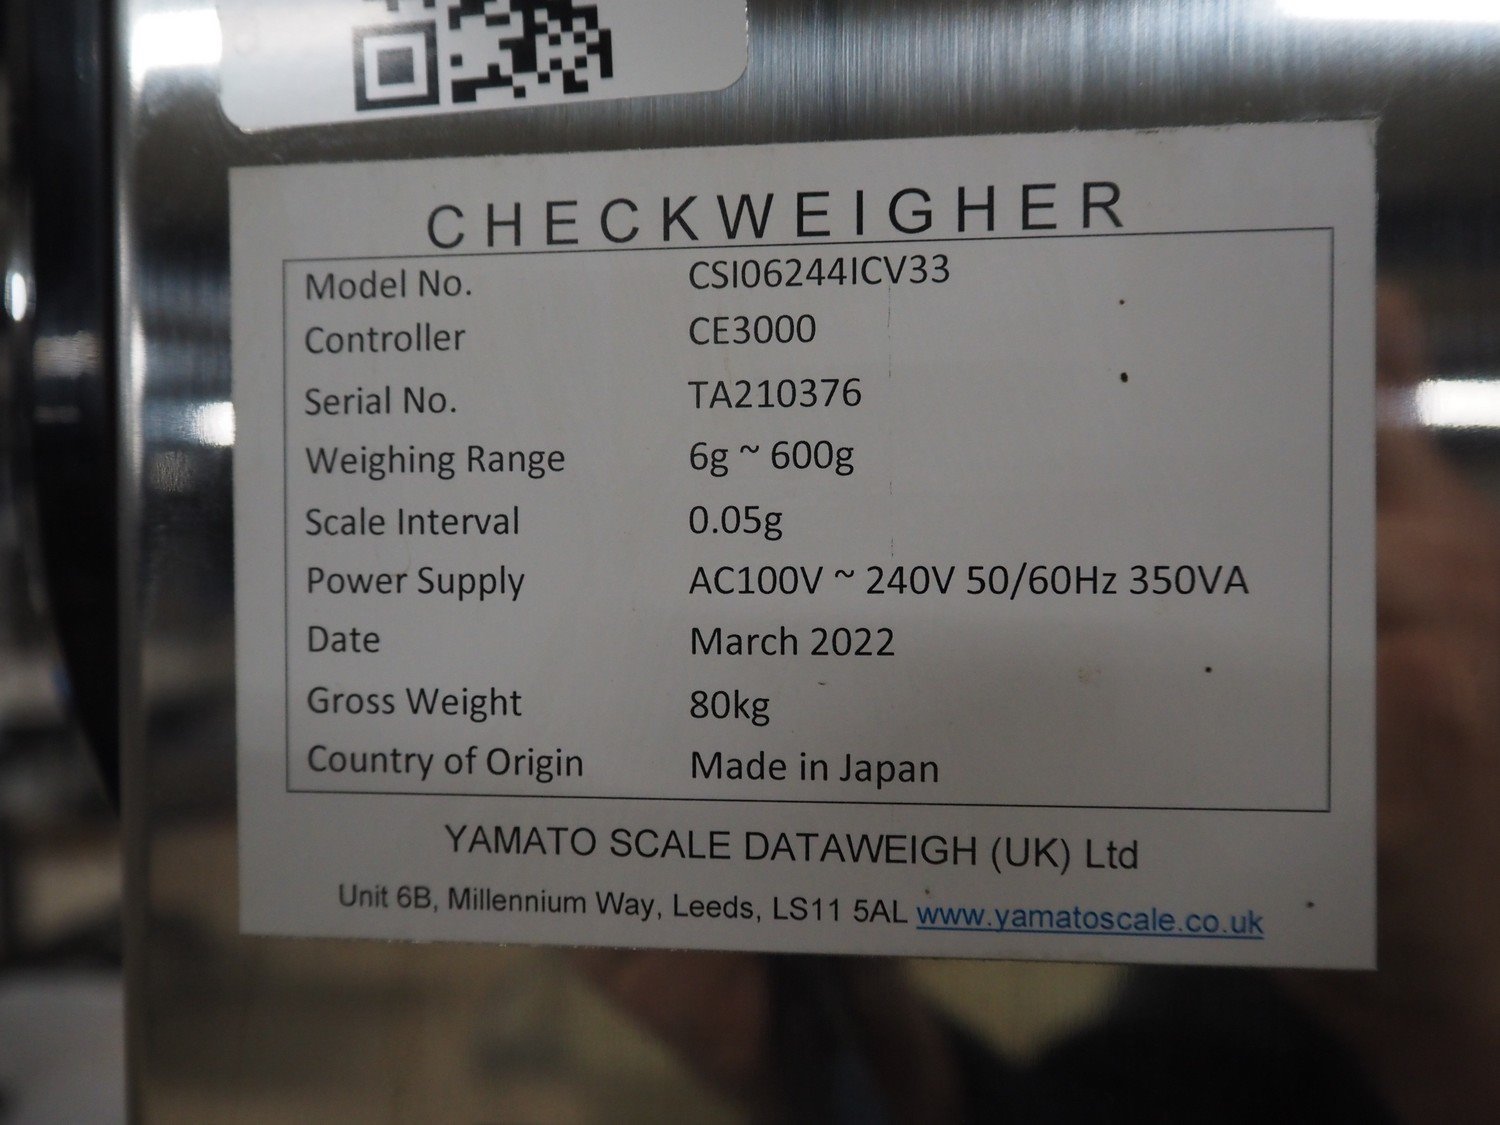 CHECKWEIGHER
Model No. CSI06244ICV33
Controller CE3000
Serial No. TA210376
Weighing Range 6g ~ 600g
Scale Interval 0.05g
Power Supply AC100V ~ 240V 50/60Hz 350VA
Date March 2022
Gross Weight 80kg
Country of Origin Made in Japan
YAMATO SCALE DATAWEIGH (UK) Ltd
Unit 6B, Millennium Way, Leeds, LS11 5AL www.yamatoscale.co.uk